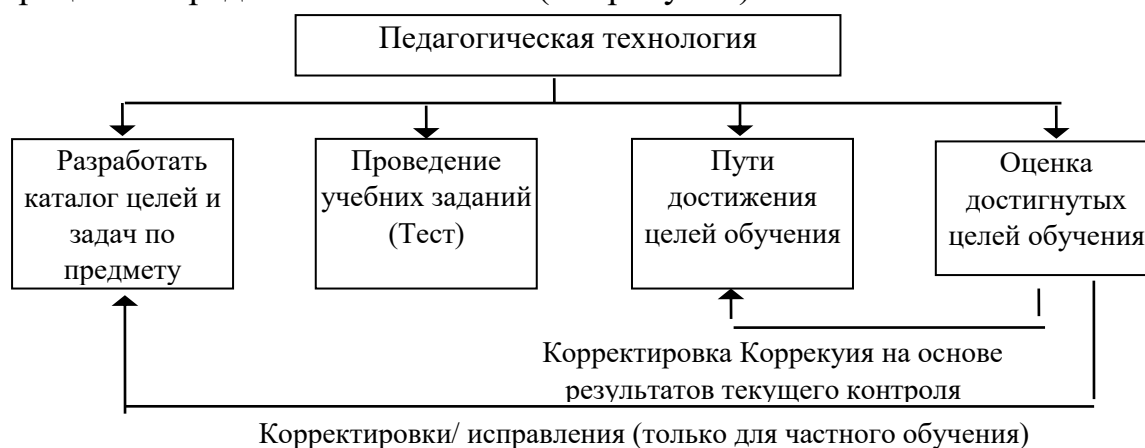 Педагогическая технология
Разработать
каталог целей и
задач по
предмету
Проведение
учебних заданий
(Тест)
Пути
достижения
целей обучения
Оценка
достигнутых
целей обучения
Корректировка Коррекуия на основе
результатов текущего контроля
Корректировки/ исправления (только для частного обучения)